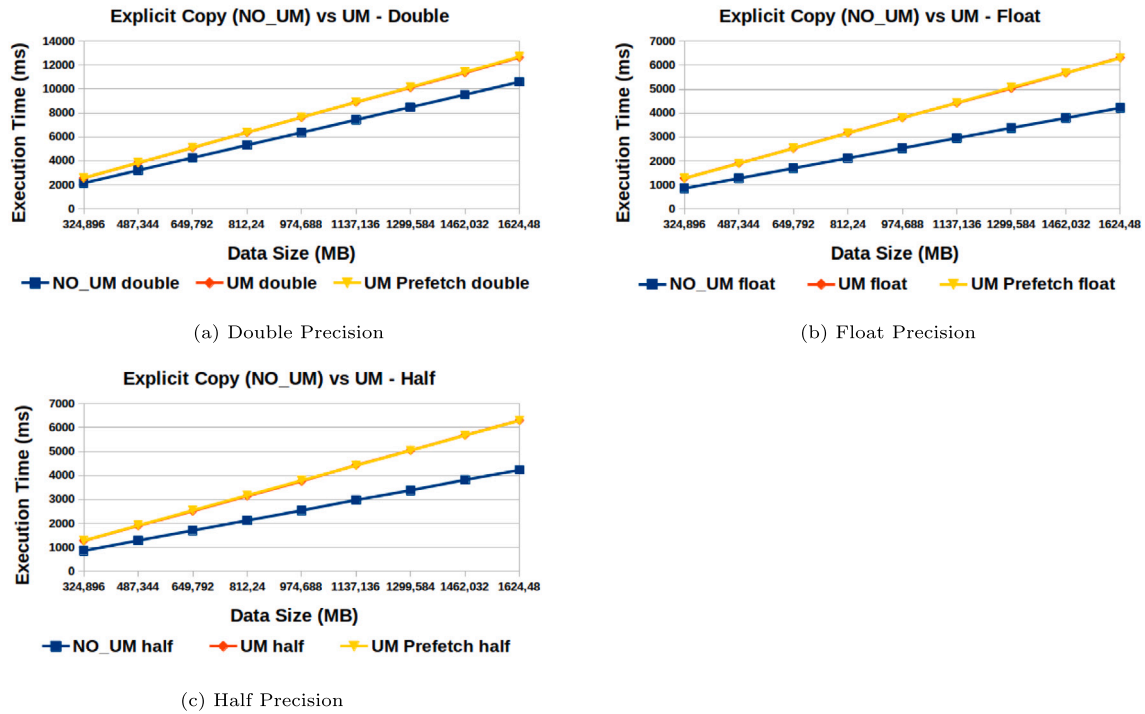 Explicit Copy (NO_UM) vs UM - Double
Execution Time (ms)
14000
12000
10000
8000
6000
4000
2000
0
324,896 487,344 649,792 812,24 974,688 1137,136 1299,584 1462,032 1624,48
Data Size (MB)
NO_UM double UM double UM Prefetch double
(a) Double Precision
Explicit Copy (NO_UM) vs UM - Float
Execution Time (ms)
7000
6000
5000
4000
3000
2000
1000
0
324,896 487,344 649,792 812,24 974,688 1137,136 1299,584 1462,032 1624,48
Data Size (MB)
NO_UM float UM float UM Prefetch float
(b) Float Precision
Explicit Copy (NO_UM) vs UM - Half
Execution Time (ms)
7000
6000
5000
4000
3000
2000
1000
0
324,896 487,344 649,792 812,24 974,688 1137,136 1299,584 1462,032 1624,48
Data Size (MB)
NO_UM half UM half UM Prefetch half
(c) Half Precision